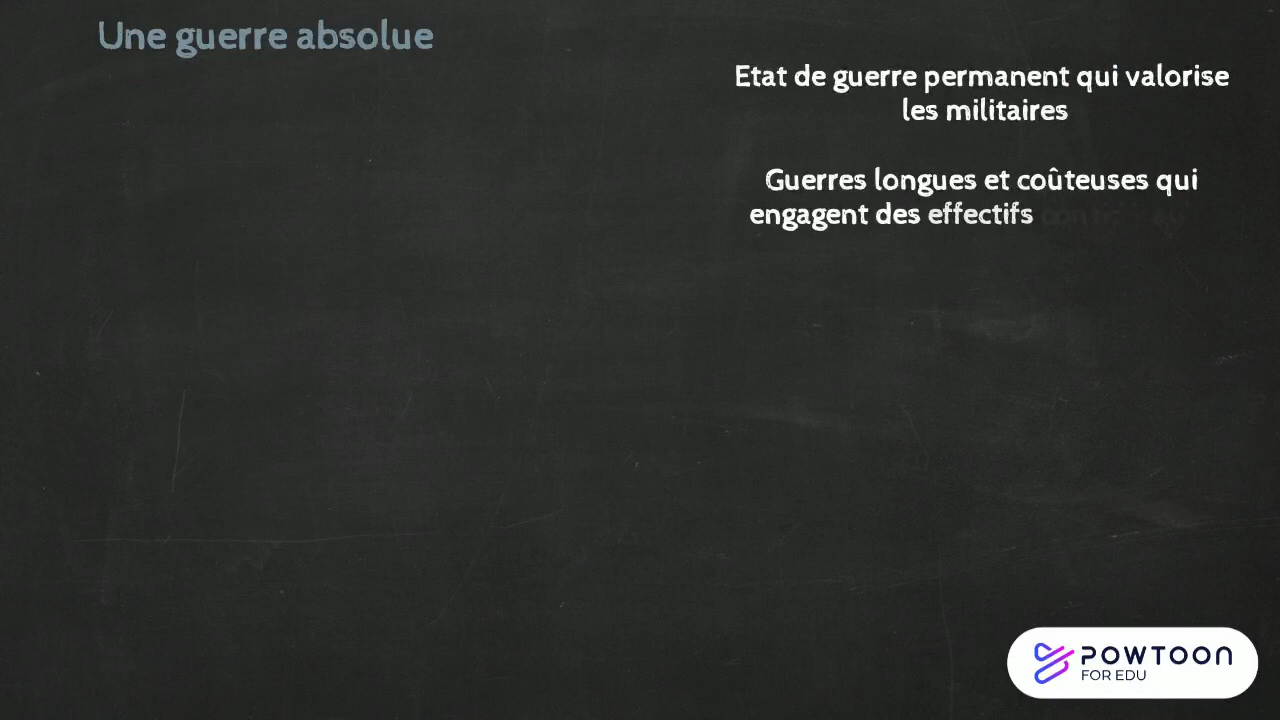 Une guerre absolue
Etat de guerre permanent qui valorise
les militaires
Guerres longues et coûteuses qui
engagent des effectifs
POWTOON
FOR EDU